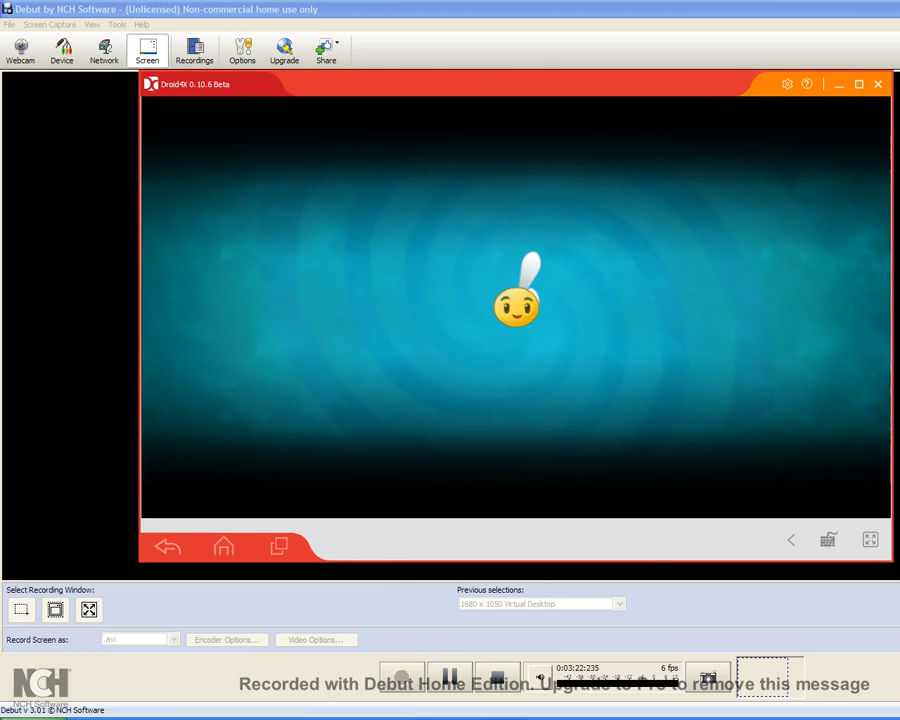 Debut by NCH Software - (Unlicensed) Non-commercial home use only
File Screen Capture View Tools Help
Webcam Device Network Screen Recordings Options Upgrade Share
Droid4X 0.10.6 Beta
Select Recording Window:
Previous selections:
1680 x 1050 Virtual Desktop
Record Screen as: .avi Encoder Options... Video Options...
0:03:22:235 6 fps
NCH
NCH Software
Recorded with Debut Home Edition. Upgrade to Pro to remove this message
Debut v 3.01 © NCH Software